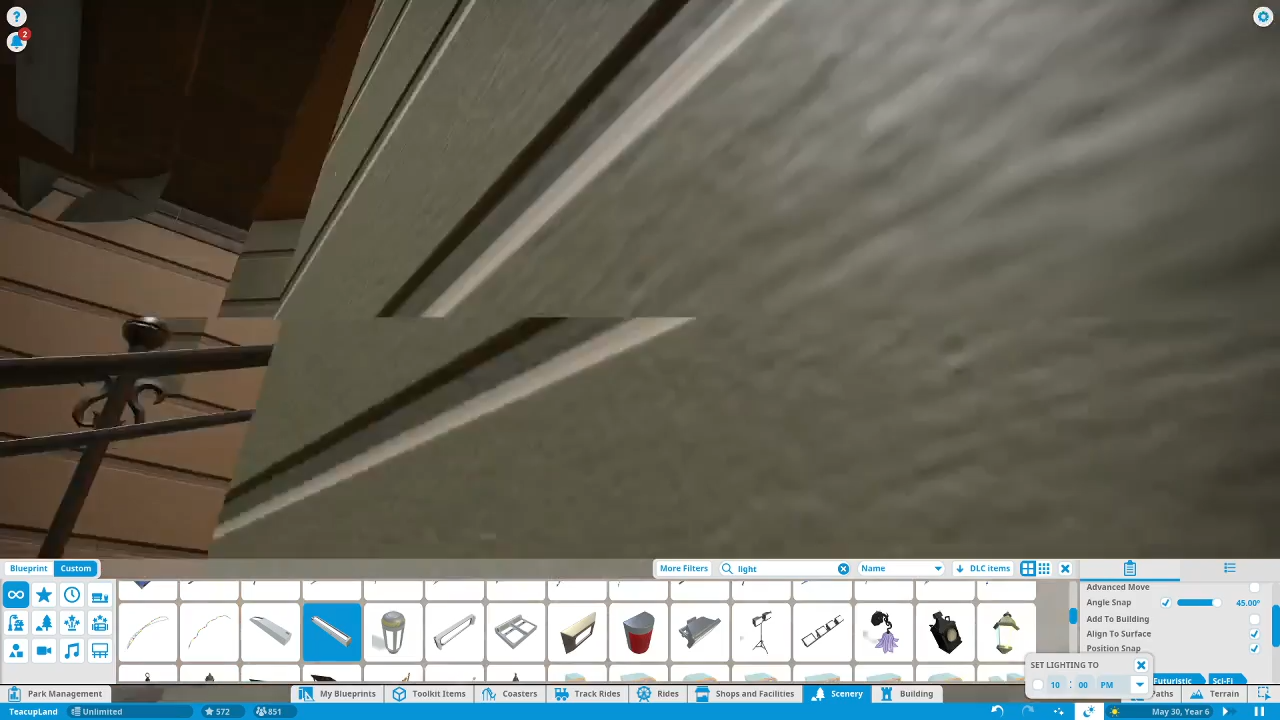 ?
2
Blueprint
Custom
More Filters
light
Name
DLC items
Advanced Move
Angle Snap
45.00°
Add To Building
Align To Surface
Position Snap
SET LIGHTING TO
10 : 00 PM
Futuristic
Sci-Fi
Park Management
My Blueprints
Toolkit Items
Coasters
Track Rides
Rides
Shops and Facilities
Scenery
Building
Paths
Terrain
TeacupLand
Unlimited
572
851
May 30, Year 6